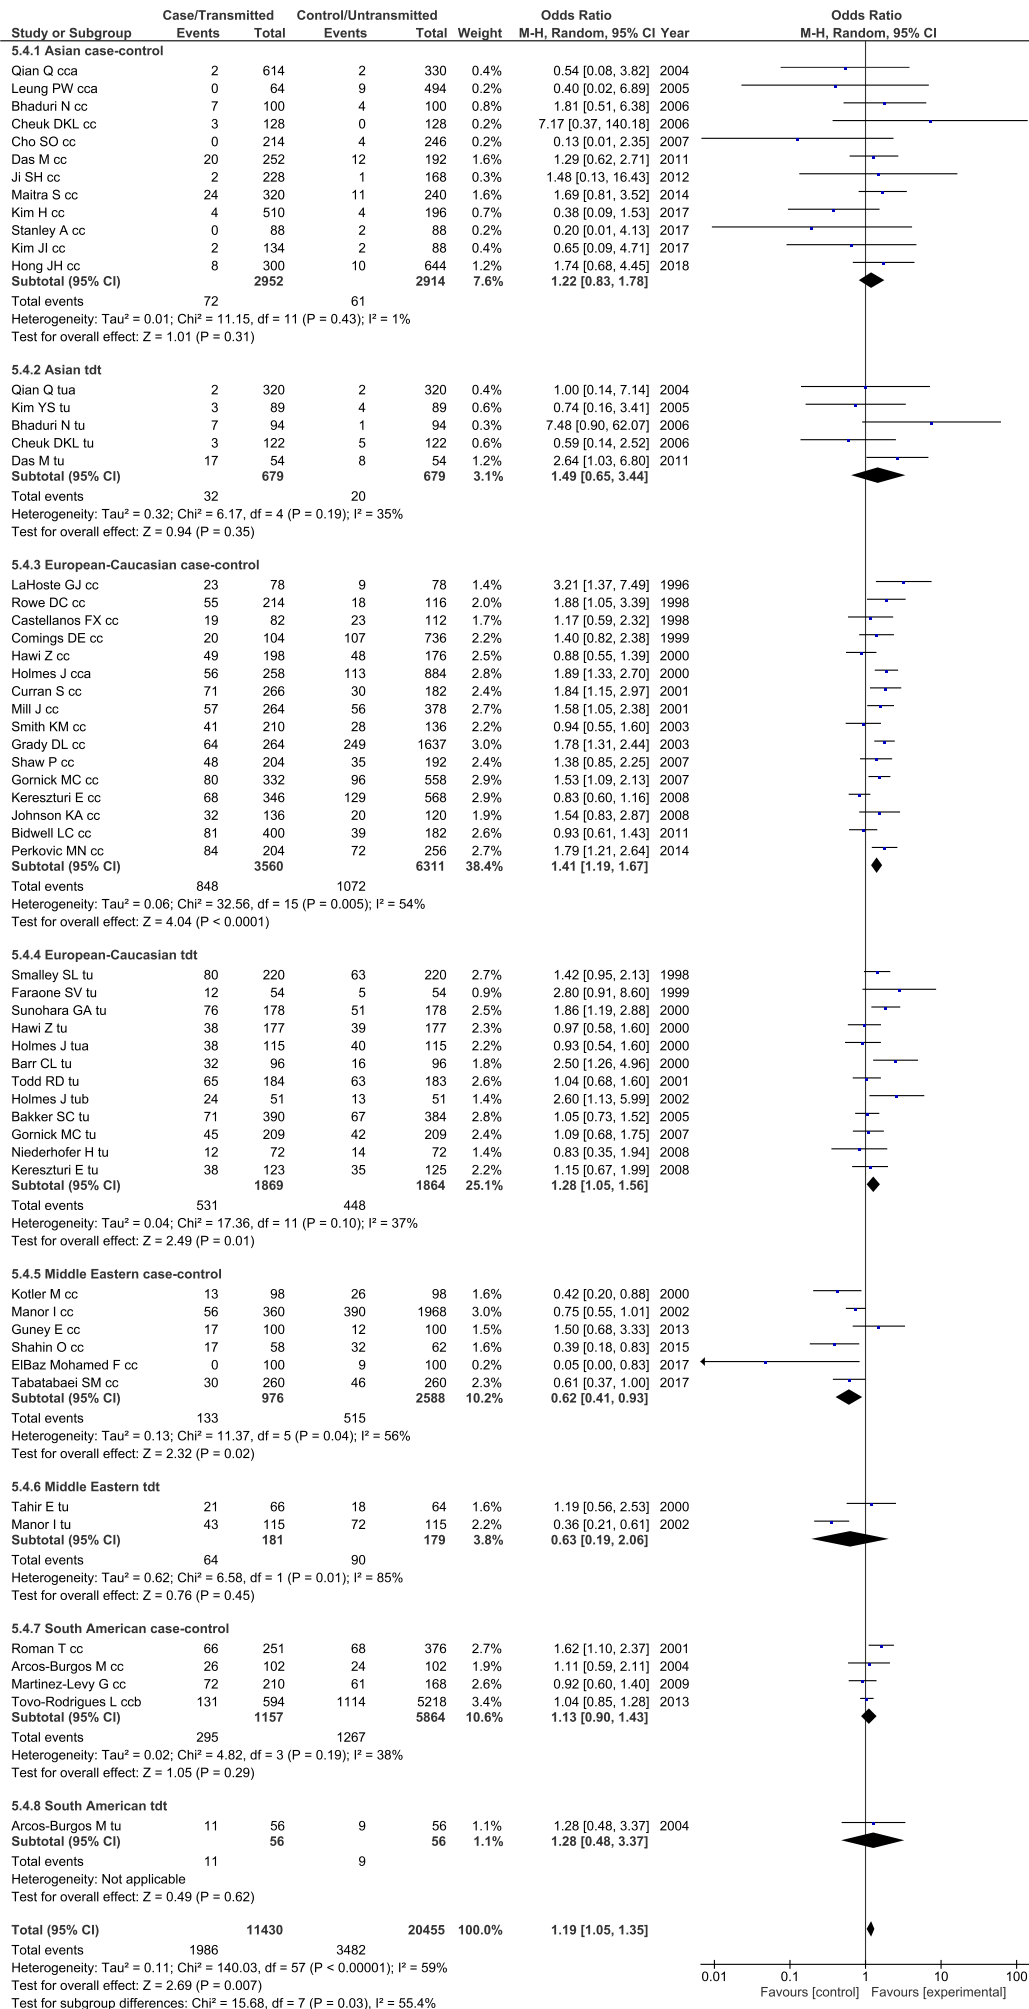 Case/Transmitted Control/Untransmitted Odds Ratio Odds Ratio
Study or Subgroup Events Total Events Total Weight M-H, Random, 95% CI Year M-H, Random, 95% CI
5.4.1 Asian case-control
Qian Q cca 2 614 2 330 0.4% 0.54 [0.08, 3.82] 2004
Leung PW cca 0 64 9 494 0.2% 0.40 [0.02, 6.89] 2005
Bhaduri N cc 7 100 4 100 0.8% 1.81 [0.51, 6.38] 2006
Cheuk DKL cc 3 128 0 128 0.2% 7.17 [0.37, 140.18] 2006
Cho SO cc 0 214 4 246 0.2% 0.13 [0.01, 2.35] 2007
Das M cc 20 252 12 192 1.6% 1.29 [0.62, 2.71] 2011
Ji SH cc 2 228 1 168 0.2% 1.48 [0.13, 16.43] 2012
Maitra S cc 24 320 11 240 1.6% 1.69 [0.81, 3.52] 2014
Kim H cc 4 510 4 196 0.7% 0.38 [0.09, 1.53] 2017
Stanley A cc 0 88 2 88 0.2% 0.20 [0.01, 4.13] 2017
Kim JI cc 2 134 2 88 0.4% 0.65 [0.09, 4.71] 2017
Hong JH cc 8 300 10 644 1.2% 1.74 [0.68, 4.45] 2018
Subtotal (95% CI) 2952 2914 7.6% 1.22 [0.83, 1.78]
Total events 72 61
Heterogeneity: Tau² = 0.01; Chi² = 11.15, df = 11 (P = 0.43); I² = 1%
Test for overall effect: Z = 1.01 (P = 0.31)
5.4.2 Asian tdt
Qian Q tua 2 320 2 320 0.4% 1.00 [0.14, 7.14] 2004
Kim YS tu 3 89 4 89 0.6% 0.74 [0.16, 3.41] 2005
Bhaduri N tu 7 94 1 94 0.3% 7.48 [0.90, 62.07] 2006
Cheuk DKL tu 3 122 5 122 0.6% 0.59 [0.14, 2.52] 2006
Das M tu 17 54 8 54 1.2% 2.64 [1.03, 6.80] 2011
Subtotal (95% CI) 679 679 3.1% 1.49 [0.65, 3.44]
Total events 32 20
Heterogeneity: Tau² = 0.32; Chi² = 6.17, df = 4 (P = 0.19); I² = 35%
Test for overall effect: Z = 0.94 (P = 0.35)
5.4.3 European-Caucasian case-control
LaHoste GJ cc 23 78 9 78 1.4% 3.21 [1.37, 7.49] 1996
Rowe DC cc 55 214 18 116 2.0% 1.88 [1.05, 3.39] 1998
Castellanos FX cc 19 82 23 112 1.7% 1.17 [0.59, 2.32] 1998
Comings DE cc 20 104 107 736 2.2% 1.40 [0.82, 2.38] 1999
Hawi Z cc 49 198 48 176 2.5% 0.88 [0.55, 1.39] 2000
Holmes J cca 56 258 113 884 2.8% 1.89 [1.33, 2.70] 2000
Curran S cc 71 266 30 182 2.4% 1.84 [1.15, 2.97] 2001
Mill J cc 57 264 56 378 2.6% 1.58 [1.05, 2.38] 2001
Smith KM cc 41 210 28 136 2.2% 0.94 [0.55, 1.60] 2003
Grady DL cc 64 264 249 1637 3.0% 1.78 [1.31, 2.44] 2003
Shaw P cc 48 204 35 192 2.4% 1.38 [0.85, 2.25] 2007
Gornick MC cc 80 332 96 558 2.9% 1.53 [1.09, 2.13] 2007
Kereszturi E cc 68 346 129 568 2.9% 0.83 [0.60, 1.16] 2008
Johnson KA cc 32 136 20 120 1.9% 1.54 [0.83, 2.87] 2008
Bidwell LC cc 81 400 39 182 2.6% 0.93 [0.61, 1.43] 2011
Perkovic MN cc 84 204 72 256 2.7% 1.79 [1.21, 2.64] 2014
Subtotal (95% CI) 3560 6311 38.4% 1.41 [1.19, 1.67]
Total events 848 1072
Heterogeneity: Tau² = 0.06; Chi² = 32.56, df = 15 (P = 0.005); I² = 54%
Test for overall effect: Z = 4.04 (P < 0.0001)
5.4.4 European-Caucasian tdt
Smalley SL tu 80 220 63 220 2.7% 1.42 [0.95, 2.13] 1998
Faraone SV tu 12 54 5 54 0.9% 2.80 [0.91, 8.60] 1999
Sunohara GA tu 76 178 51 178 2.5% 1.86 [1.19, 2.88] 2000
Hawi Z tu 38 177 39 177 2.3% 0.97 [0.58, 1.60] 2000
Holmes J tua 38 115 40 115 2.2% 0.93 [0.54, 1.60] 2000
Barr CL tu 32 96 16 96 1.8% 2.50 [1.26, 4.96] 2000
Todd RD tu 65 184 63 183 2.6% 1.04 [0.68, 1.60] 2001
Holmes J tub 24 51 13 51 1.4% 2.60 [1.13, 5.99] 2002
Bakker SC tu 71 390 67 384 2.8% 1.05 [0.73, 1.52] 2005
Gornick MC tu 45 209 42 209 2.4% 1.09 [0.68, 1.75] 2007
Niederhofer H tu 12 72 14 72 1.4% 0.83 [0.35, 1.94] 2008
Kereszturi E tu 38 123 35 125 2.2% 1.15 [0.67, 1.99] 2008
Subtotal (95% CI) 1869 1864 25.1% 1.28 [1.05, 1.56]
Total events 531 448
Heterogeneity: Tau² = 0.04; Chi² = 17.36, df = 11 (P = 0.10); I² = 37%
Test for overall effect: Z = 2.49 (P = 0.01)
5.4.5 Middle Eastern case-control
Kotler M cc 13 98 26 98 1.6% 0.42 [0.20, 0.88] 2000
Manor I cc 56 360 390 1968 3.0% 0.75 [0.55, 1.01] 2002
Guney E cc 17 100 12 100 1.5% 1.50 [0.68, 3.33] 2013
Shahin O cc 17 58 32 62 1.6% 0.39 [0.18, 0.83] 2015
ElBaz Mohamed F cc 0 100 9 100 0.2% 0.05 [0.00, 0.83] 2017
Tabatabaei SM cc 30 260 46 260 2.4% 0.61 [0.37, 1.00] 2017
Subtotal (95% CI) 976 2588 10.2% 0.62 [0.41, 0.93]
Total events 133 515
Heterogeneity: Tau² = 0.13; Chi² = 11.37, df = 5 (P = 0.04); I² = 56%
Test for overall effect: Z = 2.32 (P = 0.02)
5.4.6 Middle Eastern tdt
Tahir E tu 21 66 18 64 1.6% 1.19 [0.56, 2.53] 2000
Manor I tu 43 115 72 115 2.2% 0.36 [0.21, 0.61] 2002
Subtotal (95% CI) 181 179 3.8% 0.63 [0.19, 2.06]
Total events 64 90
Heterogeneity: Tau² = 0.62; Chi² = 6.58, df = 1 (P = 0.01); I² = 85%
Test for overall effect: Z = 0.76 (P = 0.45)
5.4.7 South American case-control
Roman T cc 66 251 68 376 2.7% 1.62 [1.10, 2.37] 2001
Arcos-Burgos M cc 26 102 24 102 1.9% 1.11 [0.59, 2.11] 2004
Martinez-Levy G cc 72 210 61 168 2.6% 0.92 [0.60, 1.40] 2009
Tovo-Rodrigues L ccb 131 594 1114 5218 3.4% 1.04 [0.85, 1.28] 2013
Subtotal (95% CI) 1157 5864 10.6% 1.13 [0.90, 1.43]
Total events 295 1267
Heterogeneity: Tau² = 0.02; Chi² = 4.82, df = 3 (P = 0.19); I² = 38%
Test for overall effect: Z = 1.05 (P = 0.29)
5.4.8 South American tdt
Arcos-Burgos M tu 11 56 9 56 1.1% 1.28 [0.48, 3.37] 2004
Subtotal (95% CI) 56 56 1.1% 1.28 [0.48, 3.37]
Total events 11 9
Heterogeneity: Not applicable
Test for overall effect: Z = 0.49 (P = 0.62)
Total (95% CI) 11430 20455 100.0% 1.19 [1.05, 1.35]
Total events 1986 3482
Heterogeneity: Tau² = 0.11; Chi² = 140.03, df = 57 (P < 0.00001); I² = 59%
Test for overall effect: Z = 2.69 (P = 0.007)
Test for subgroup differences: Chi² = 15.68, df = 7 (P = 0.03), I² = 55.4%
0.01 0.1 1 10 100
Favours [control] Favours [experimental]